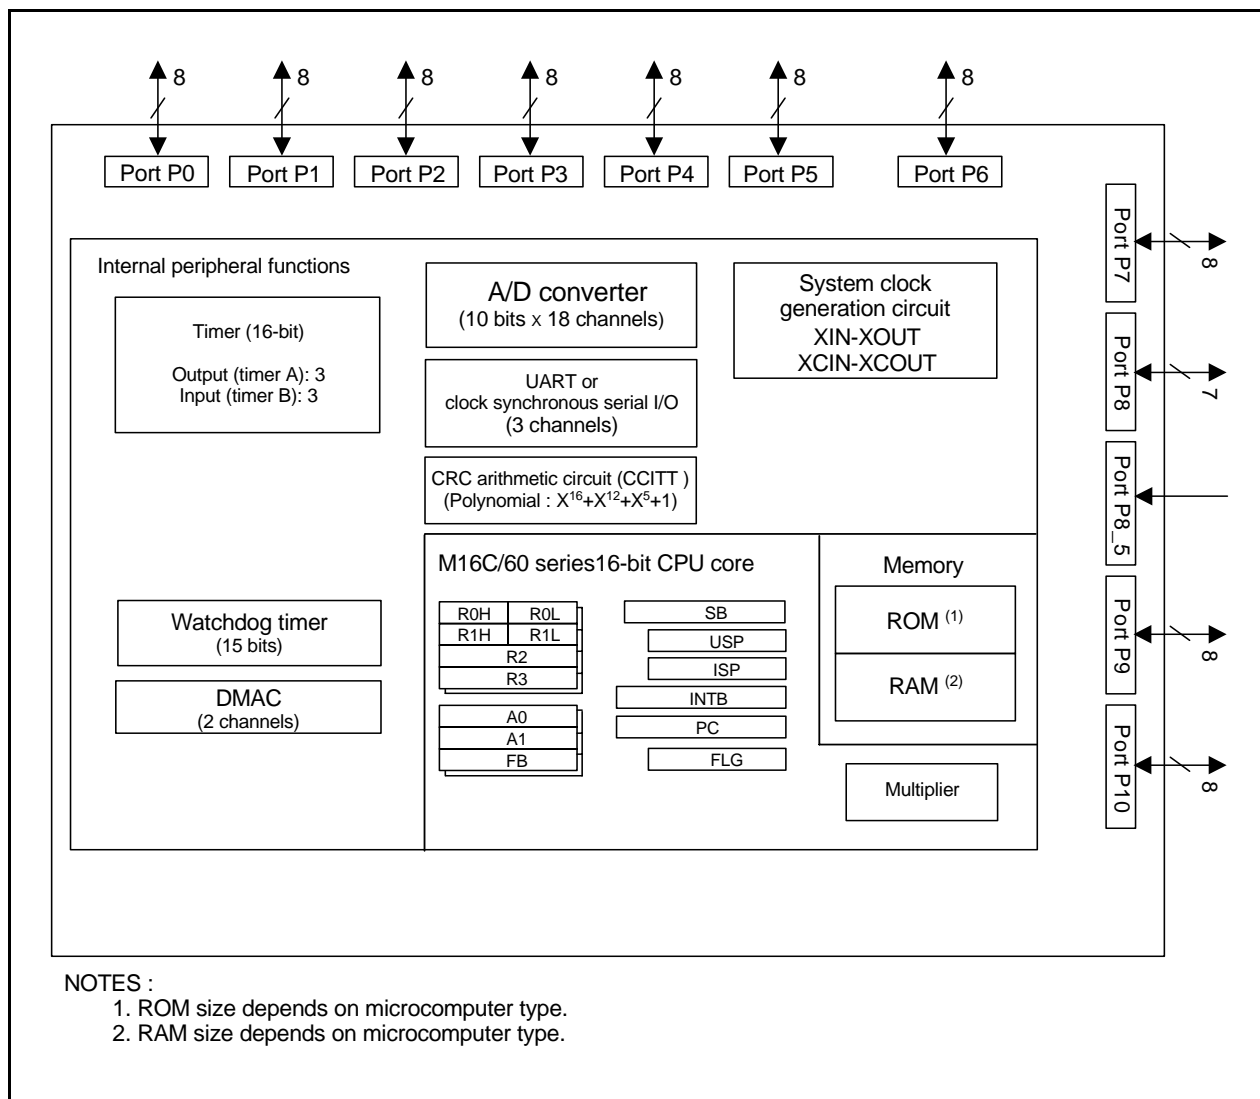 8 8 8 8 8 8 8
Port P0 Port P1 Port P2 Port P3 Port P4 Port P5 Port P6
Port P7
8
Port P8
7
Port P8_5
Port P9
8
Port P10
8
Internal peripheral functions
Timer (16-bit)
Output (timer A): 3
Input (timer B): 3
A/D converter
(10 bits x 18 channels)
System clock
generation circuit
XIN-XOUT
XCIN-XCOUT
UART or
clock synchronous serial I/O
(3 channels)
CRC arithmetic circuit (CCITT )
(Polynomial : X¹⁶+X¹²+X⁵+1)
Watchdog timer
(15 bits)
DMAC
(2 channels)
M16C/60 series16-bit CPU core
R0H R0L
R1H R1L
R2
R3
A0
A1
FB
SB
USP
ISP
INTB
PC
FLG
Memory
ROM (1)
RAM (2)
Multiplier
NOTES :
1. ROM size depends on microcomputer type.
2. RAM size depends on microcomputer type.